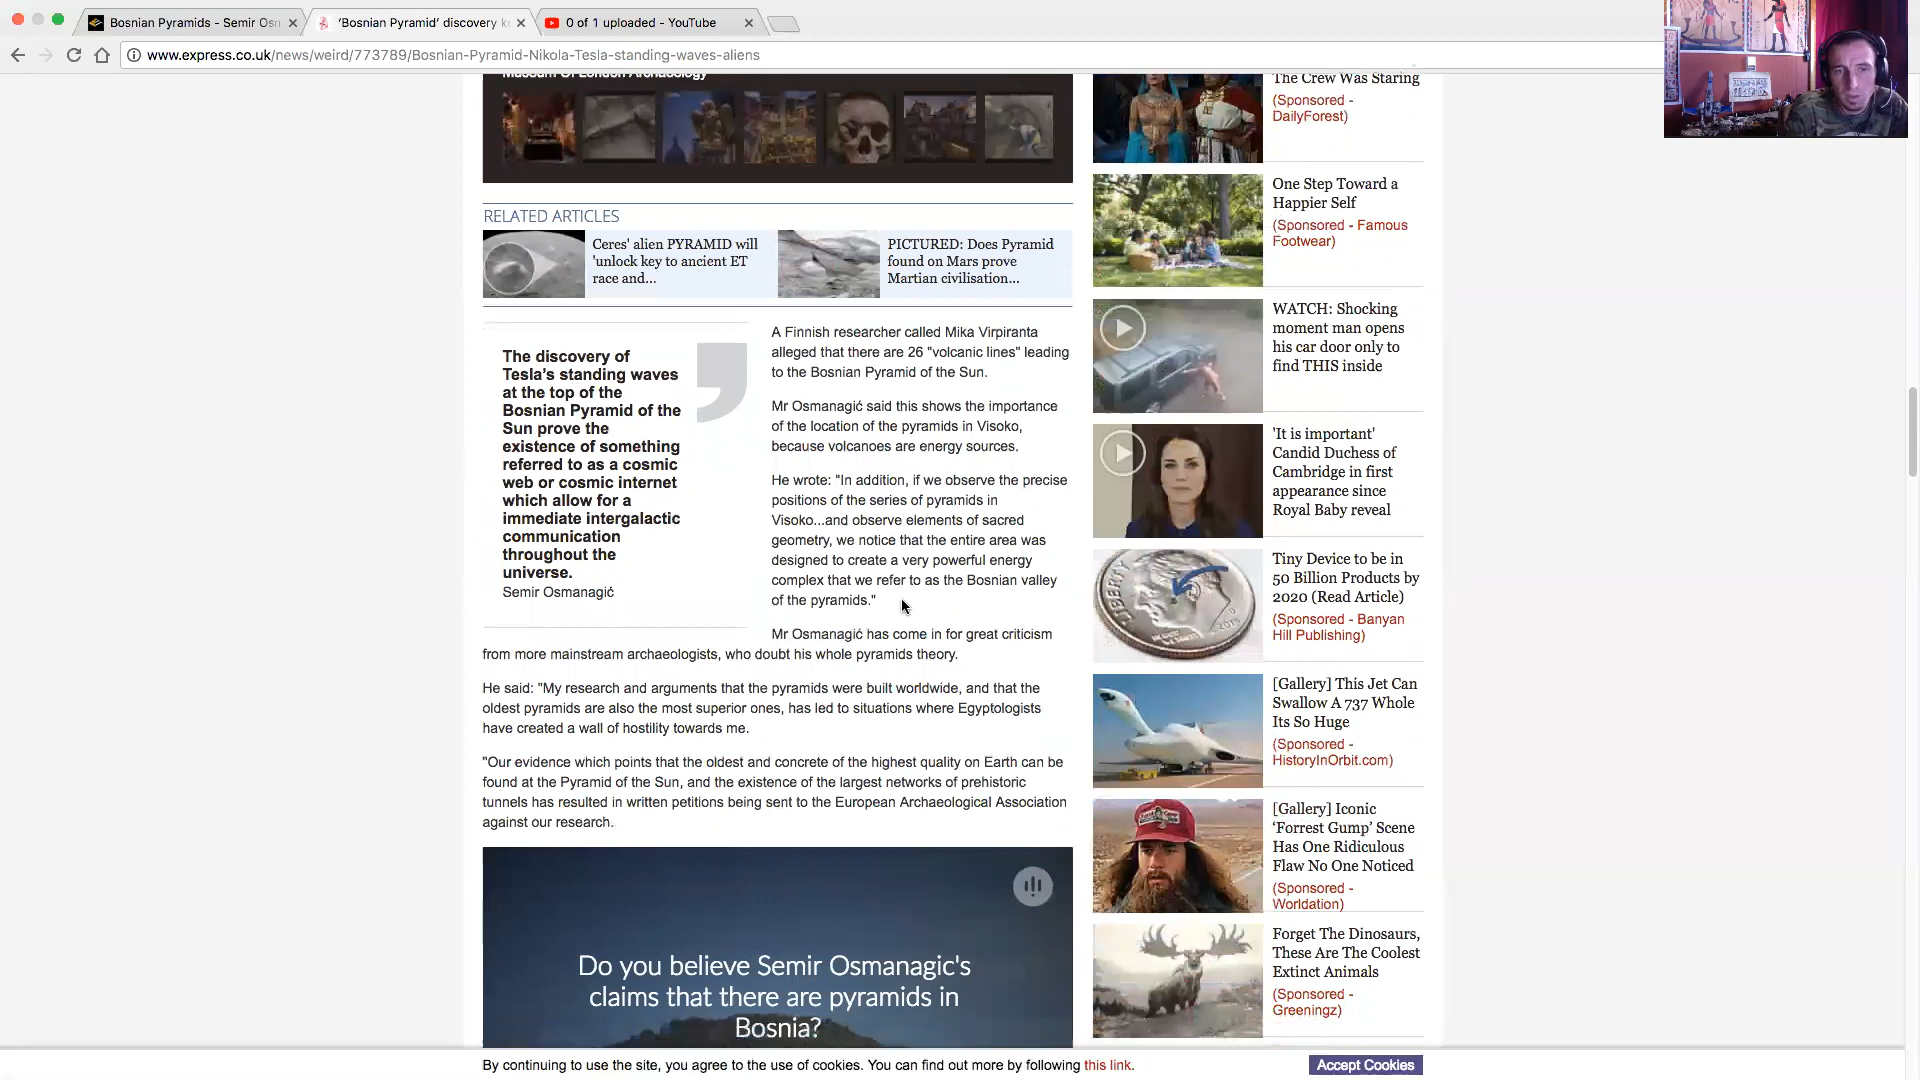 Bosnian Pyramids - Semir Osm
'Bosnian Pyramid' discovery ke
0 of 1 uploaded - YouTube
www.express.co.uk/news/weird/773789/Bosnian-Pyramid-Nikola-Tesla-standing-waves-aliens
Museum Of London Archaeology
RELATED ARTICLES
Ceres' alien PYRAMID will
'unlock key to ancient ET
race and...
PICTURED: Does Pyramid
found on Mars prove
Martian civilisation...
The discovery of
Tesla's standing waves
at the top of the
Bosnian Pyramid of the
Sun prove the
existence of something
referred to as a cosmic
web or cosmic internet
which allow for a
immediate intergalactic
communication
throughout the
universe.
Semir Osmanagić
A Finnish researcher called Mika Virpiranta
alleged that there are 26 "volcanic lines" leading
to the Bosnian Pyramid of the Sun.
Mr Osmanagić said this shows the importance
of the location of the pyramids in Visoko,
because volcanoes are energy sources.
He wrote: "In addition, if we observe the precise
positions of the series of pyramids in
Visoko...and observe elements of sacred
geometry, we notice that the entire area was
designed to create a very powerful energy
complex that we refer to as the Bosnian valley
of the pyramids."
Mr Osmanagić has come in for great criticism
from more mainstream archaeologists, who doubt his whole pyramids theory.
He said: "My research and arguments that the pyramids were built worldwide, and that the
oldest pyramids are also the most superior ones, has led to situations where Egyptologists
have created a wall of hostility towards me.
"Our evidence which points that the oldest and concrete of the highest quality on Earth can be
found at the Pyramid of the Sun, and the existence of the largest networks of prehistoric
tunnels has resulted in written petitions being sent to the European Archaeological Association
against our research.
Do you believe Semir Osmanagic's
claims that there are pyramids in
Bosnia?
The Crew Was Staring
(Sponsored -
DailyForest)
One Step Toward a
Happier Self
(Sponsored - Famous
Footwear)
WATCH: Shocking
moment man opens
his car door only to
find THIS inside
'It is important'
Candid Duchess of
Cambridge in first
appearance since
Royal Baby reveal
LIBERTY
Tiny Device to be in
50 Billion Products by
2020 (Read Article)
(Sponsored - Banyan
Hill Publishing)
[Gallery] This Jet Can
Swallow A 737 Whole
Its So Huge
(Sponsored -
HistoryInOrbit.com)
[Gallery] Iconic
'Forrest Gump' Scene
Has One Ridiculous
Flaw No One Noticed
(Sponsored -
Worldation)
Forget The Dinosaurs,
These Are The Coolest
Extinct Animals
(Sponsored -
Greeningz)
By continuing to use the site, you agree to the use of cookies. You can find out more by following this link.
Accept Cookies